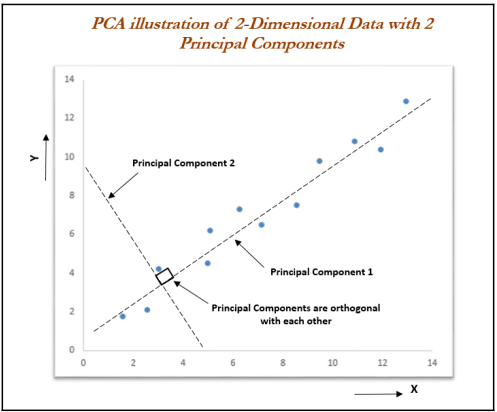 PCA illustration of 2-Dimensional Data with 2
Principal Components
14
12
10
8
6
4
2
0
Y
Principal Component 2
Principal Component 1
Principal Components are orthogonal
with each other
0 2 4 6 8 10 12 14
X